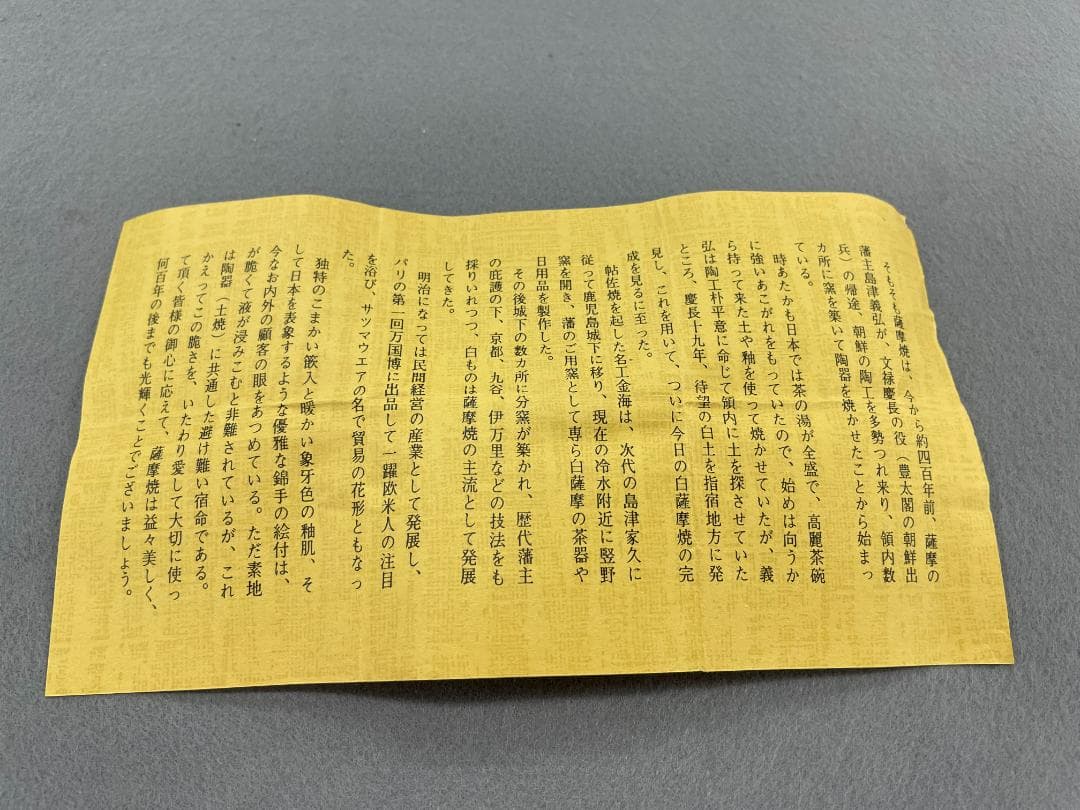 そもそも薩摩焼は、今から約四百年前、薩摩の
藩主島津義弘が、文禄慶長の役（豊太閤の朝鮮出
兵）の帰途、朝鮮の陶工を多勢つれ来り、領内数
カ所に窯を築いて陶器を焼かせたことから始まっ
ている。
時あたかも日本では茶の湯が全盛で、高麗茶碗
に強いあこがれをもっていたので、始めは向うか
ら持って来た土や釉を使って焼かせていたが、義
弘は陶工朴平意に命じて領内に土を探させていた
ところ、慶長十九年、待望の白土を指宿地方に発
見し、これを用いて、ついに今日の白薩摩焼の完
成を見るに至った。
帖佐焼を起した名工金海は、次代の島津家久に
従って鹿児島城下に移り、現在の冷水附近に竪野
窯を開き、藩のご用窯として専ら白薩摩の茶器や
日用品を製作した。
その後城下の数カ所に分窯が築かれ、歴代藩主
の庇護の下、京都、九谷、伊万里などの技法をも
採りいれつつ、白ものは薩摩焼の主流として発展
してきた。
明治になっては民間経営の産業として発展し、
パリの第一回万国博に出品して一躍欧米人の注目
を浴び、サツマウエアの名で貿易の花形ともなっ
た。
独特のこまかい嵌入と暖かい象牙色の釉肌、そ
して日本を表象するような優雅な錦手の絵付は、
今なお内外の顧客の眼をあつめている。ただ素地
が脆くて液が浸みこむと非難されているが、これ
は陶器（土焼）に共通した避け難い宿命である。
かえってこの脆さを、いたわり愛して大切に使っ
て頂く皆様の御心に応えて、薩摩焼は益々美しく、
何百年の後までも光輝くことでございましょう。